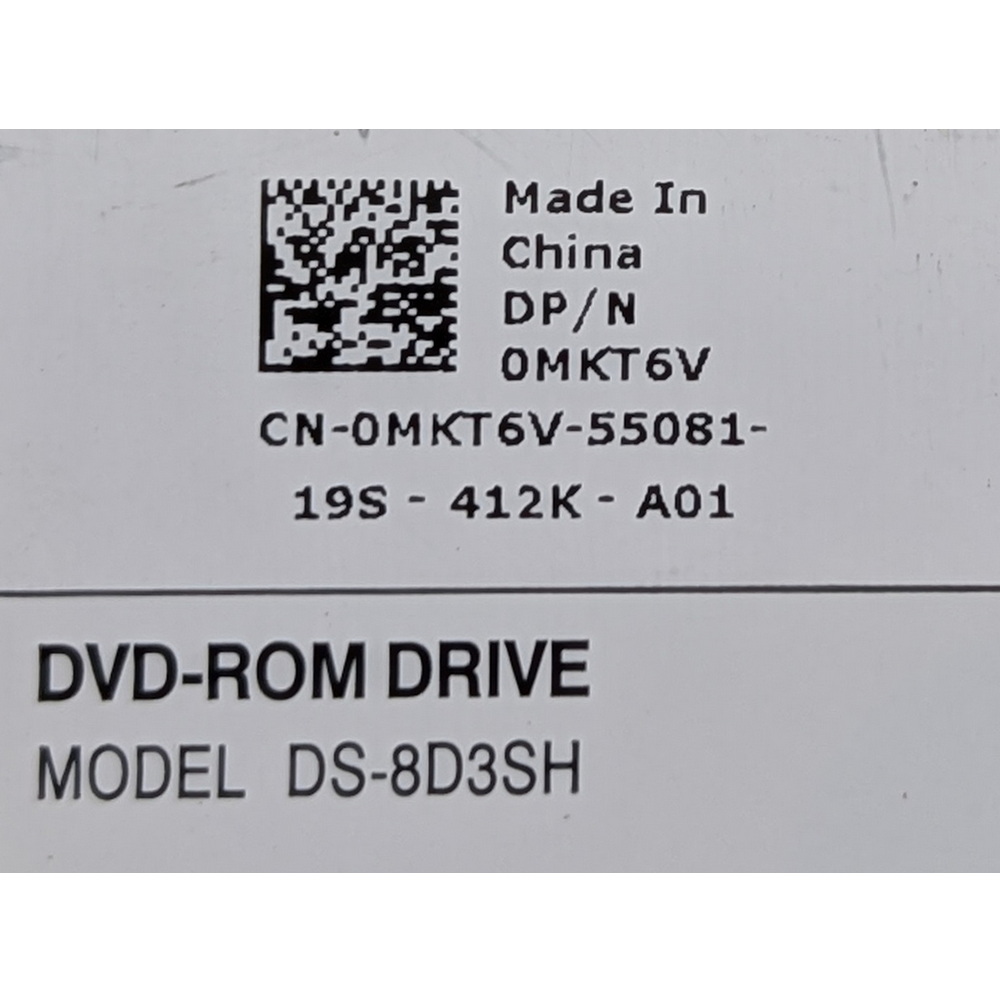 Made In
China
DP/N
0MKT6V
CN-0MKT6V-55081-
19S - 412K - A01
DVD-ROM DRIVE
MODEL DS-8D3SH